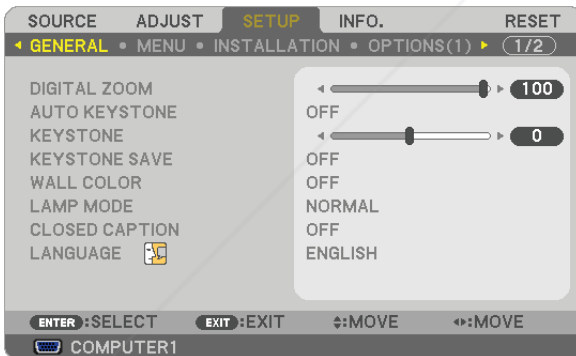 SOURCE ADJUST SETUP INFO. RESET
GENERAL • MENU • INSTALLATION • OPTIONS(1) 1/2
DIGITAL ZOOM 100
AUTO KEYSTONE OFF
KEYSTONE 0
KEYSTONE SAVE OFF
WALL COLOR OFF
LAMP MODE NORMAL
CLOSED CAPTION OFF
LANGUAGE ENGLISH
ENTER :SELECT EXIT :EXIT :MOVE :MOVE
COMPUTER1